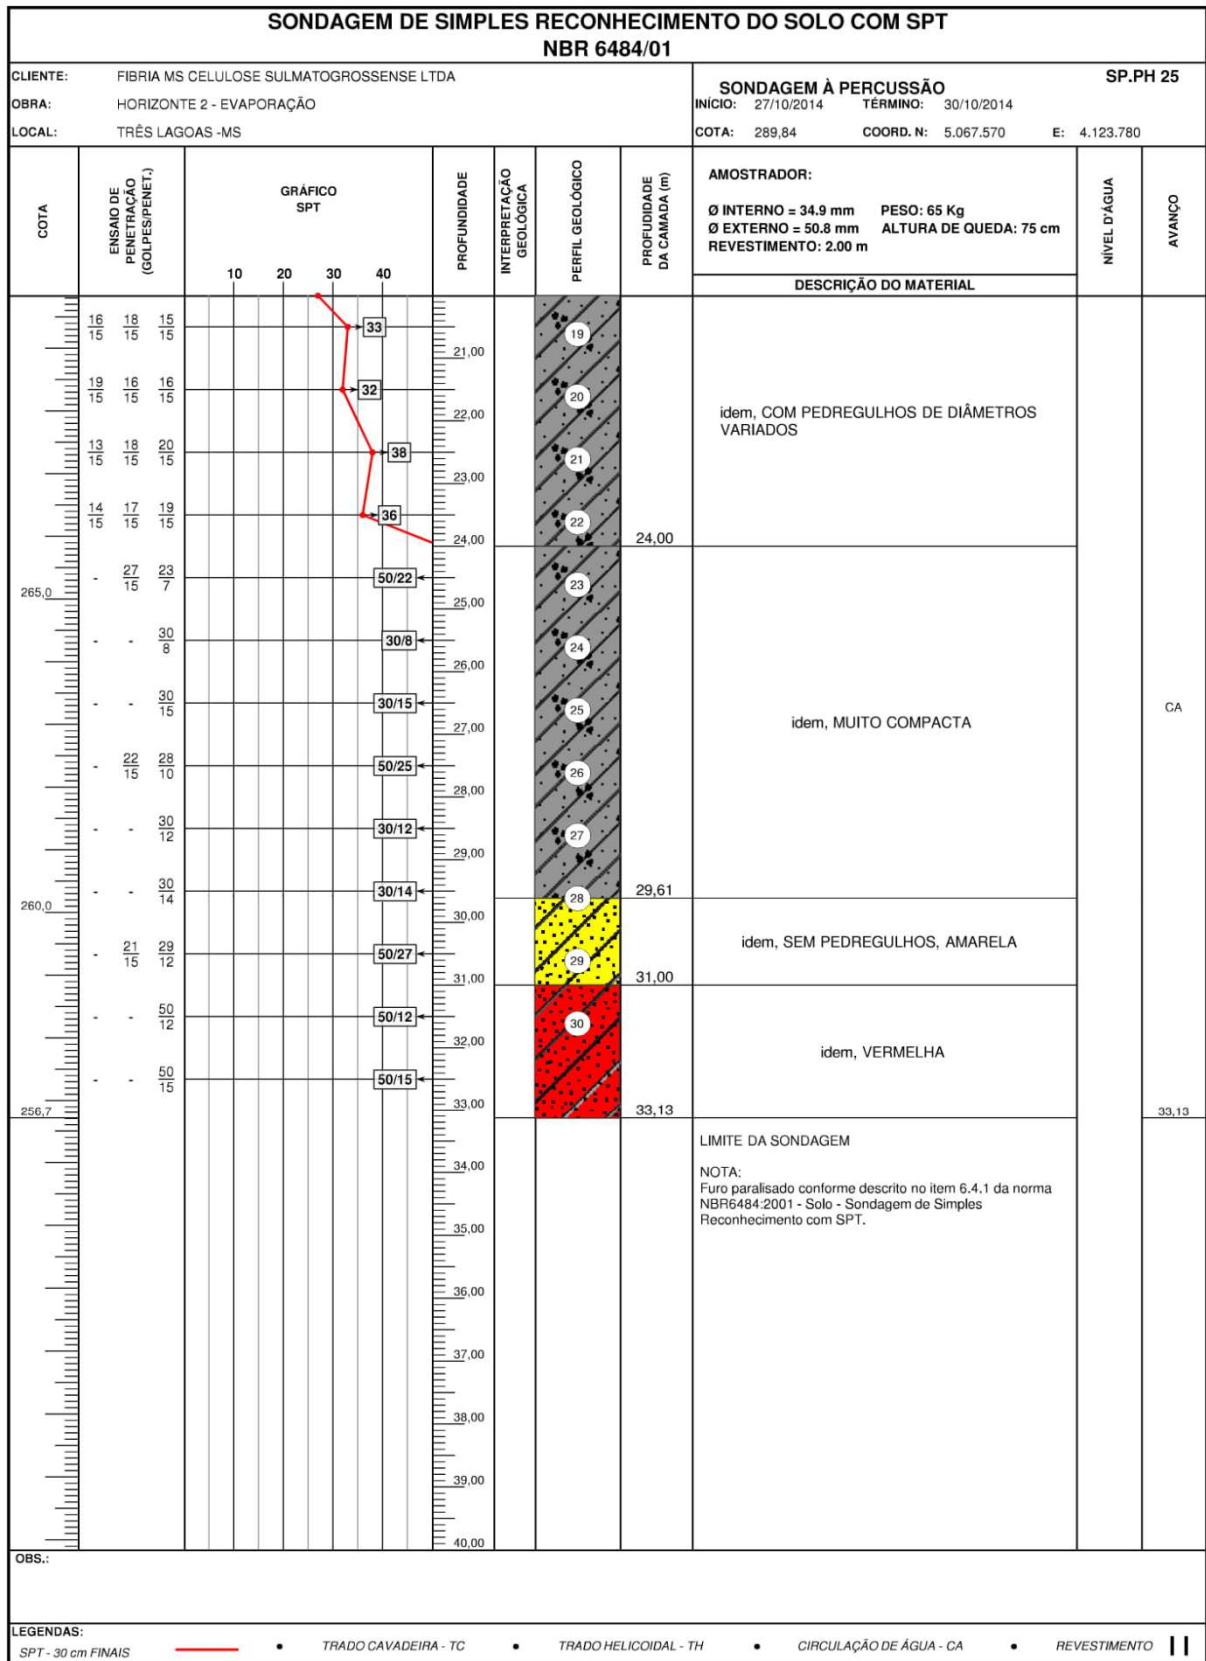 SONDAGEM DE SIMPLES RECONHECIMENTO DO SOLO COM SPT
NBR 6484/01
CLIENTE: FIBRIA MS CELULOSE SULMATOGROSSENSE LTDA
OBRA: HORIZONTE 2 - EVAPORAÇÃO
LOCAL: TRÊS LAGOAS -MS
SONDAGEM À PERCUSSÃO
SP.PH 25
INÍCIO: 27/10/2014 TÉRMINO: 30/10/2014
COTA: 289,84 COORD. N: 5.067.570 E: 4.123.780
COTA
ENSAIO DE
PENETRAÇÃO
(GOLPES/PENET.)
GRÁFICO
SPT
10 20 30 40
PROFUNDIDADE
INTERPRETAÇÃO
GEOLÓGICA
PERFIL GEOLÓGICO
PROFUDIDADE
DA CAMADA (m)
AMOSTRADOR:
Ø INTERNO = 34.9 mm PESO: 65 Kg
Ø EXTERNO = 50.8 mm ALTURA DE QUEDA: 75 cm
REVESTIMENTO: 2.00 m
DESCRIÇÃO DO MATERIAL
NÍVEL D'ÁGUA
AVANÇO
16/15 18/15 15/15 33 19
21,00
19/15 16/15 16/15 32 20
idem, COM PEDREGULHOS DE DIÂMETROS
VARIADOS
22,00
13/15 18/15 20/15 38 21
23,00
14/15 17/15 19/15 36 22
24,00 24,00
- 27/15 23/7 50/22 23
265,0
25,00
- - 30/8 30/8 24
26,00
- - 30/15 30/15 25
CA
idem, MUITO COMPACTA
27,00
- 22/15 28/10 50/25 26
28,00
- - 30/12 30/12 27
29,00
- - 30/14 30/14 28 29,61
260,0
30,00
idem, SEM PEDREGULHOS, AMARELA
- 21/15 29/12 50/27 29
31,00 31,00
- - 50/12 50/12 30
32,00
idem, VERMELHA
- - 50/15 50/15
33,00 33,13
256,7 33,13
LIMITE DA SONDAGEM
NOTA:
Furo paralisado conforme descrito no item 6.4.1 da norma
NBR6484:2001 - Solo - Sondagem de Simples
Reconhecimento com SPT.
34,00
35,00
36,00
37,00
38,00
39,00
40,00
OBS.:
LEGENDAS:
SPT - 30 cm FINAIS • TRADO CAVADEIRA - TC • TRADO HELICOIDAL - TH • CIRCULAÇÃO DE ÁGUA - CA • REVESTIMENTO